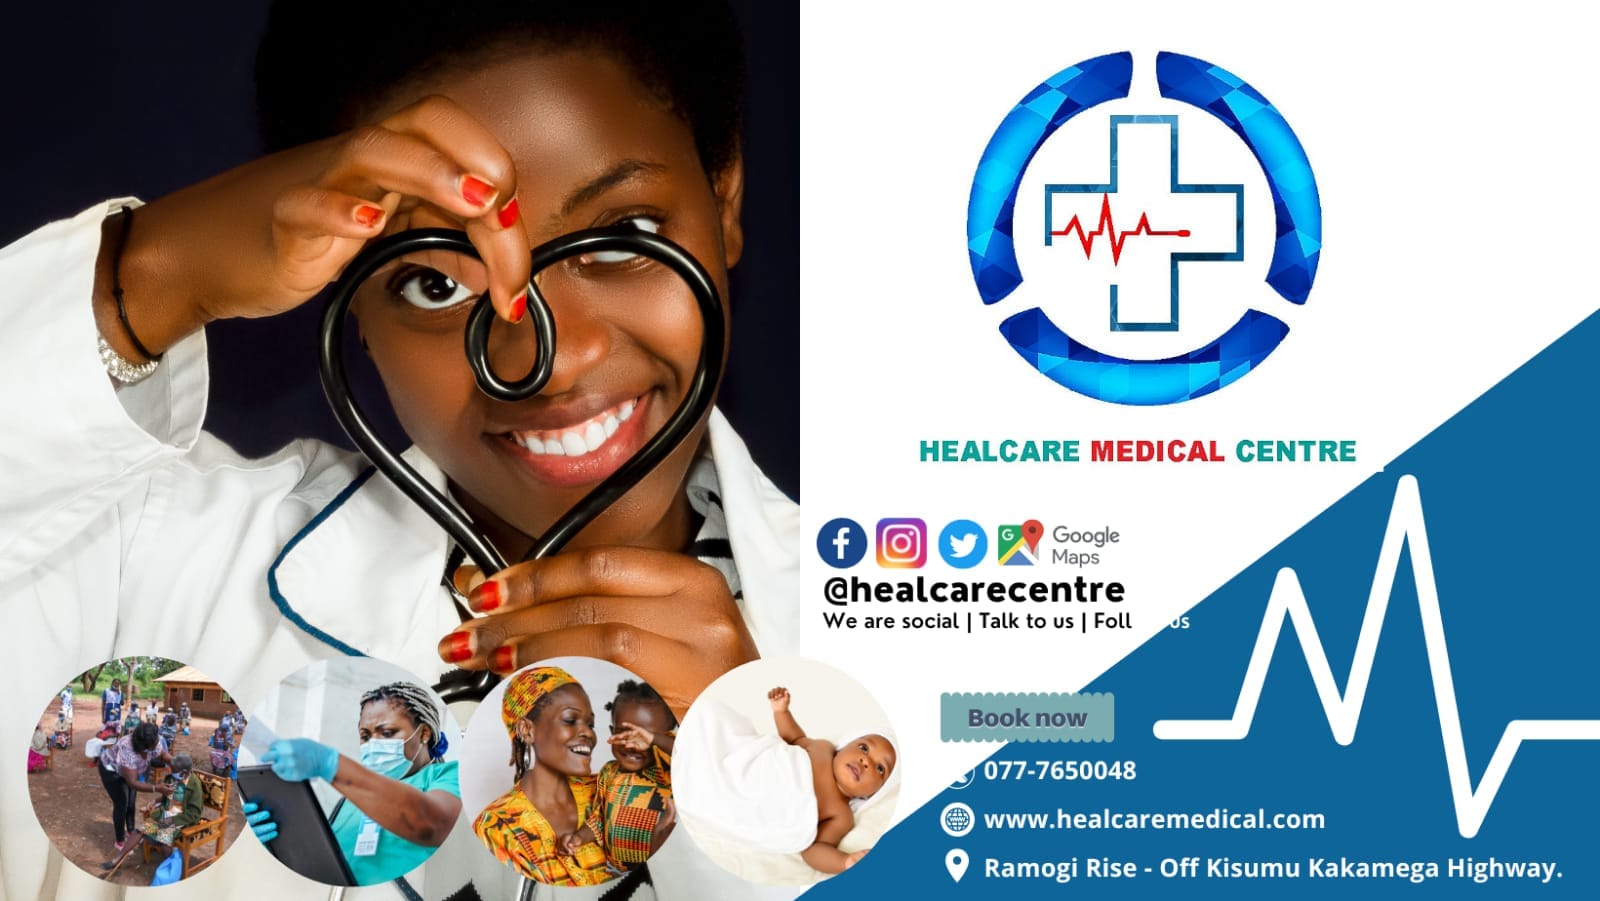 HEALCARE MEDICAL CENTRE
G
Google
Maps
@healcarecentre
We are social | Talk to us | Foll us
Book now
077-7650048
www.healcaremedical.com
Ramogi Rise - Off Kisumu Kakamega Highway.